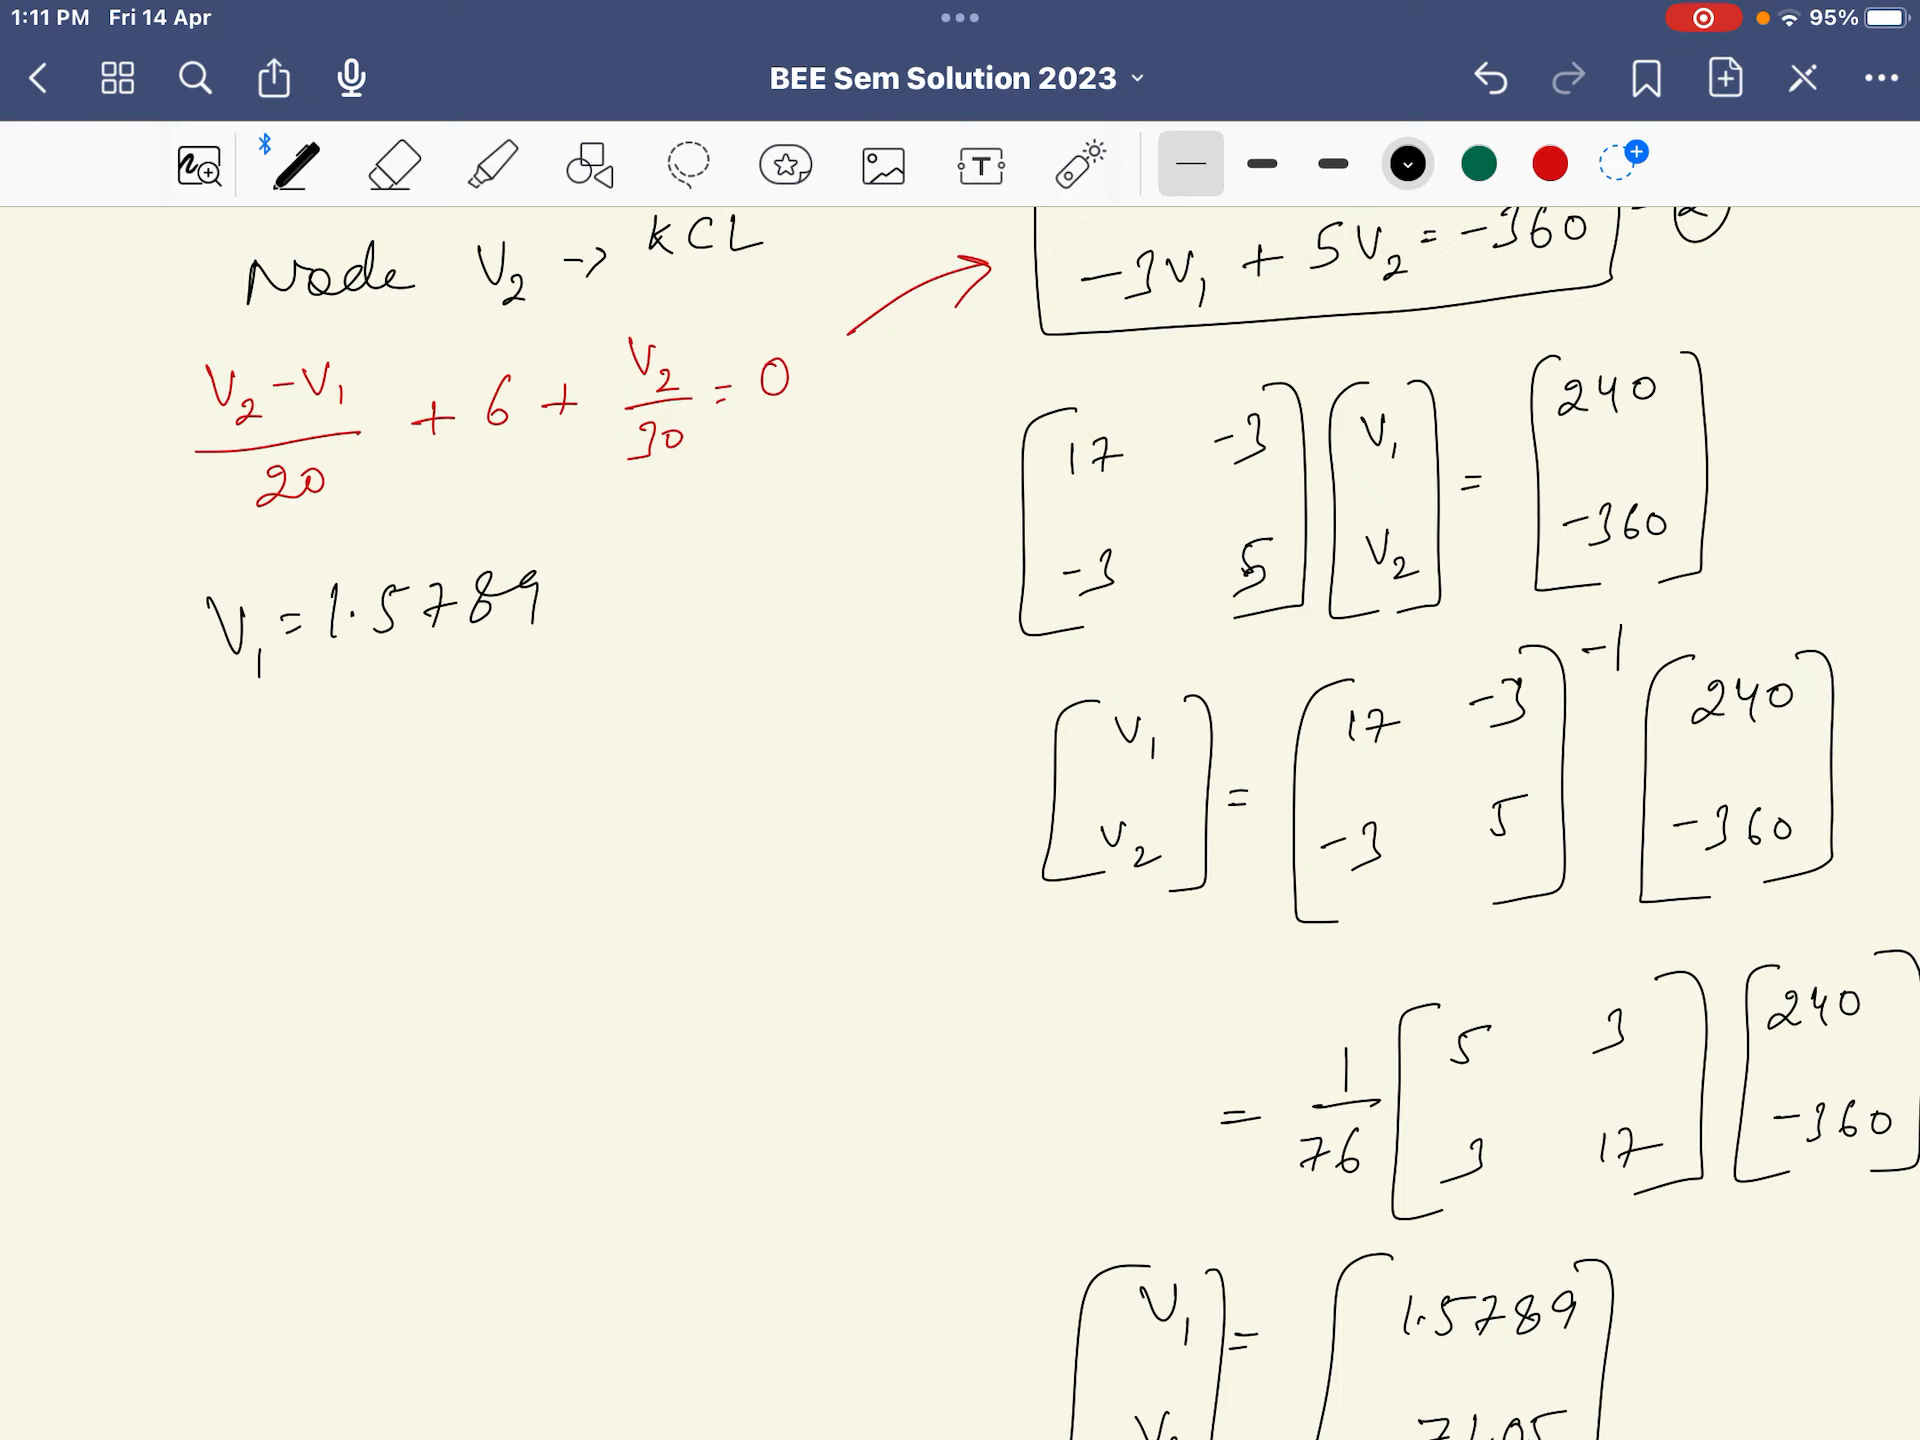 1:11 PM Fri 14 Apr
95%
BEE Sem Solution 2023
Node V₂ → KCL
(V₂ - V₁)/20 + 6 + V₂/30 = 0
V₁ = 1.5789
-3V₁ + 5V₂ = -360 - ②
[17 -3
-3 5] [V₁
V₂] = [240
-360]
[V₁
V₂] = [17 -3
-3 5]⁻¹ [240
-360]
= 1/76 [5 3
3 17] [240
-360]
[V₁ = [1.5789